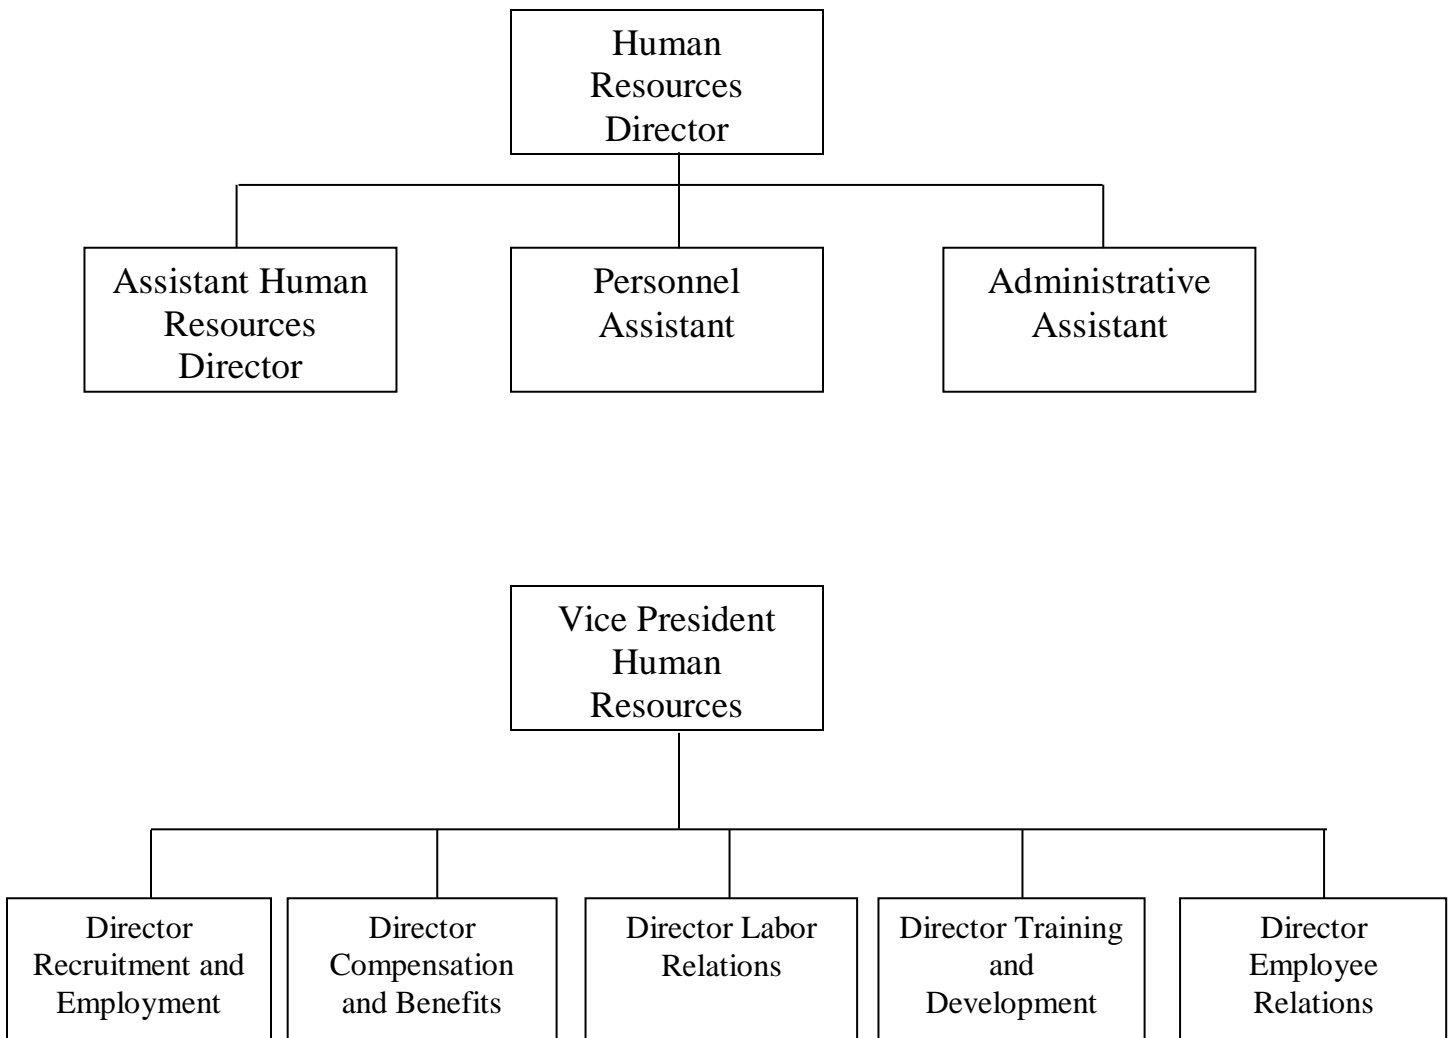 Human
Resources
Director
Assistant Human
Resources
Director
Personnel
Assistant
Administrative
Assistant
Vice President
Human
Resources
Director
Recruitment and
Employment
Director
Compensation
and Benefits
Director Labor
Relations
Director Training
and
Development
Director
Employee
Relations